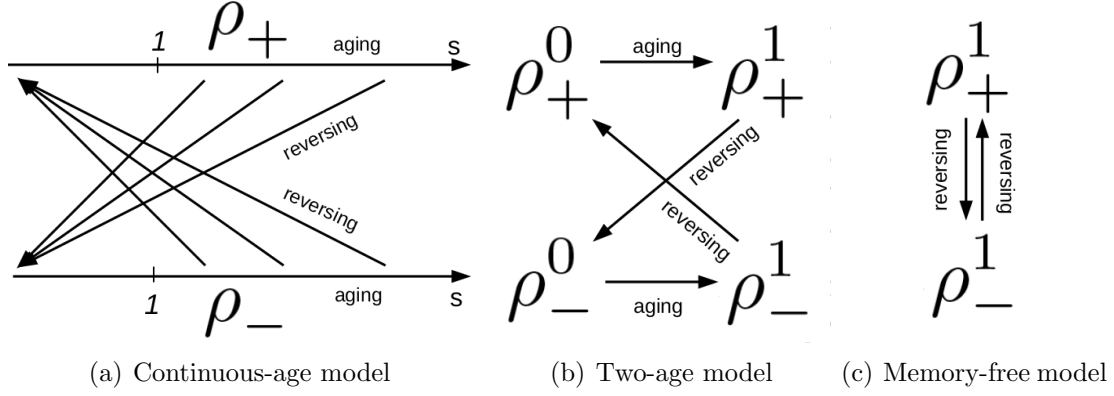 1 ρ₊ aging s
reversing
reversing
1 ρ₋ aging s
ρ₊⁰ aging ρ₊¹
reversing
reversing
ρ₋⁰ aging ρ₋¹
ρ₊¹
reversing reversing
ρ₋¹
(a) Continuous-age model
(b) Two-age model
(c) Memory-free model